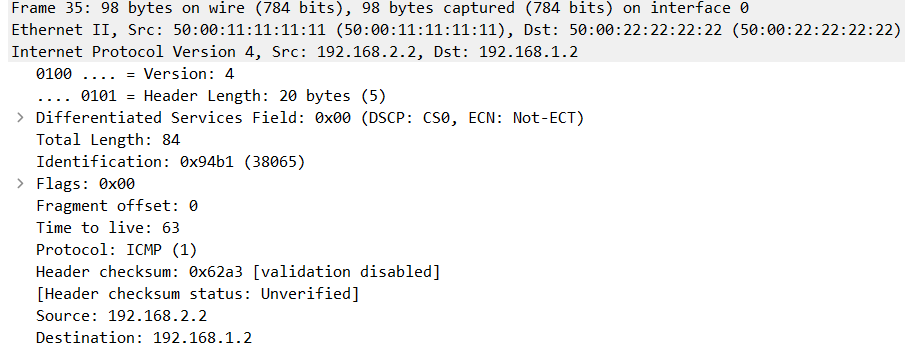 Frame 35: 98 bytes on wire (784 bits), 98 bytes captured (784 bits) on interface 0
Ethernet II, Src: 50:00:11:11:11:11 (50:00:11:11:11:11), Dst: 50:00:22:22:22:22 (50:00:22:22:22:22)
Internet Protocol Version 4, Src: 192.168.2.2, Dst: 192.168.1.2
0100 .... = Version: 4
.... 0101 = Header Length: 20 bytes (5)
Differentiated Services Field: 0x00 (DSCP: CS0, ECN: Not-ECT)
Total Length: 84
Identification: 0x94b1 (38065)
Flags: 0x00
Fragment offset: 0
Time to live: 63
Protocol: ICMP (1)
Header checksum: 0x62a3 [validation disabled]
[Header checksum status: Unverified]
Source: 192.168.2.2
Destination: 192.168.1.2